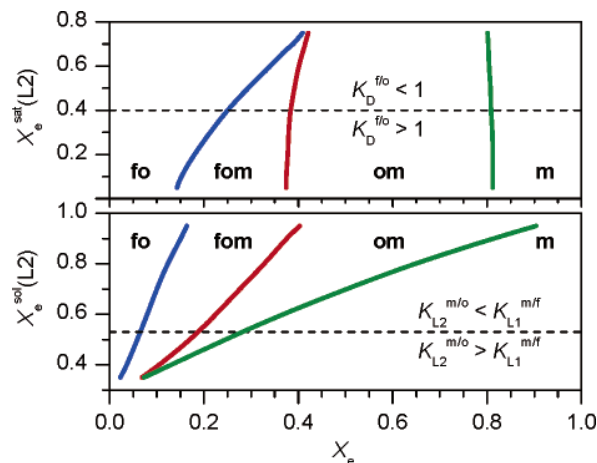 0.8
0.6
0.4
0.2
X_e^sat(L2)
K_D^f/o < 1
K_D^f/o > 1
fo fom om m
1.0
0.8
0.6
0.4
X_e^sol(L2)
fo fom om m
K_L2^m/o < K_L1^m/f
K_L2^m/o > K_L1^m/f
0.0 0.2 0.4 0.6 0.8 1.0
X_e